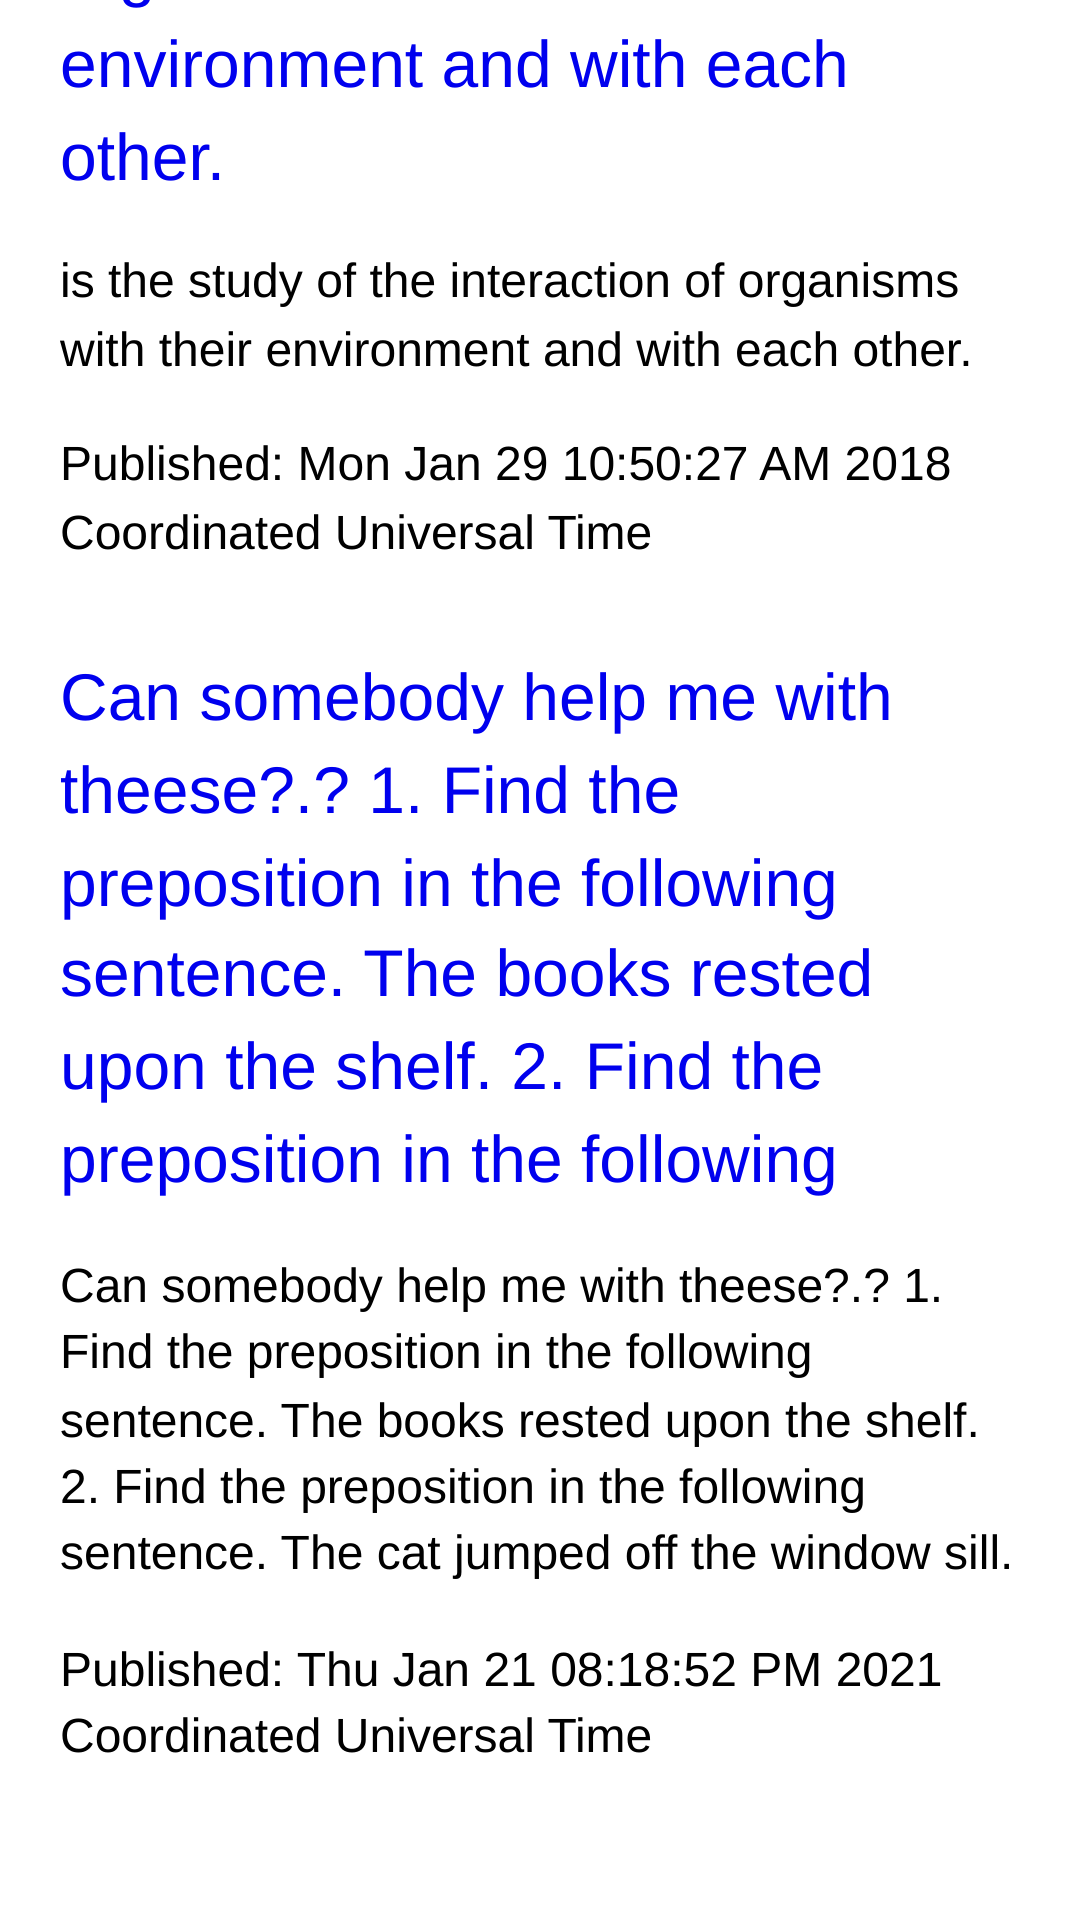 environment and with each
other.
is the study of the interaction of organisms
with their environment and with each other.
Published: Mon Jan 29 10:50:27 AM 2018
Coordinated Universal Time
Can somebody help me with
theese?.? 1. Find the
preposition in the following
sentence. The books rested
upon the shelf. 2. Find the
preposition in the following
Can somebody help me with theese?.? 1.
Find the preposition in the following
sentence. The books rested upon the shelf.
2. Find the preposition in the following
sentence. The cat jumped off the window sill.
Published: Thu Jan 21 08:18:52 PM 2021
Coordinated Universal Time